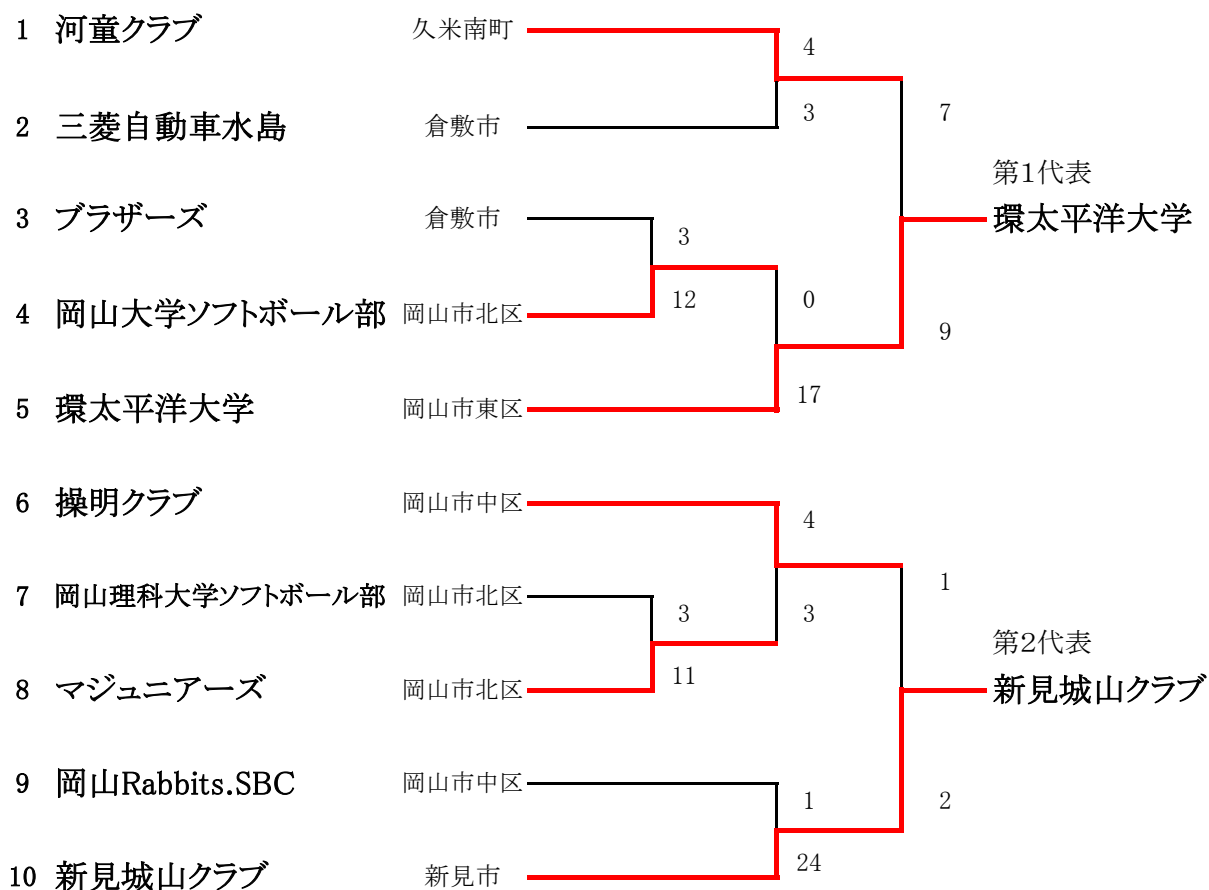 1 河童クラブ 久米南町
4
3
7
2 三菱自動車水島 倉敷市
第1代表
環太平洋大学
3 ブラザーズ 倉敷市
3
12
0
4 岡山大学ソフトボール部 岡山市北区
9
17
5 環太平洋大学 岡山市東区
6 操明クラブ 岡山市中区
4
1
7 岡山理科大学ソフトボール部 岡山市北区
3
3
第2代表
11
8 マジュニアーズ 岡山市北区
新見城山クラブ
9 岡山Rabbits.SBC 岡山市中区
1
2
24
10 新見城山クラブ 新見市